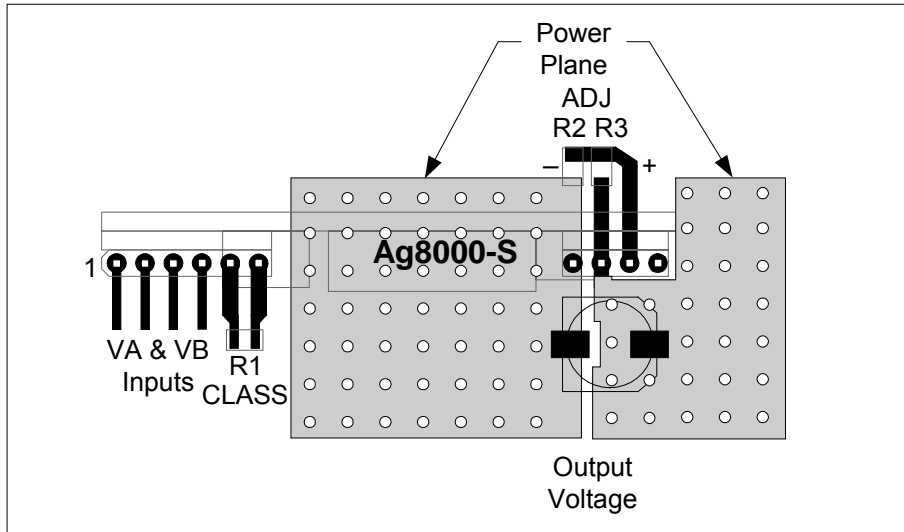 Power
Plane
ADJ
R2 R3
– +
Ag8000-S
1
VA & VB
Inputs
R1
CLASS
Output
Voltage